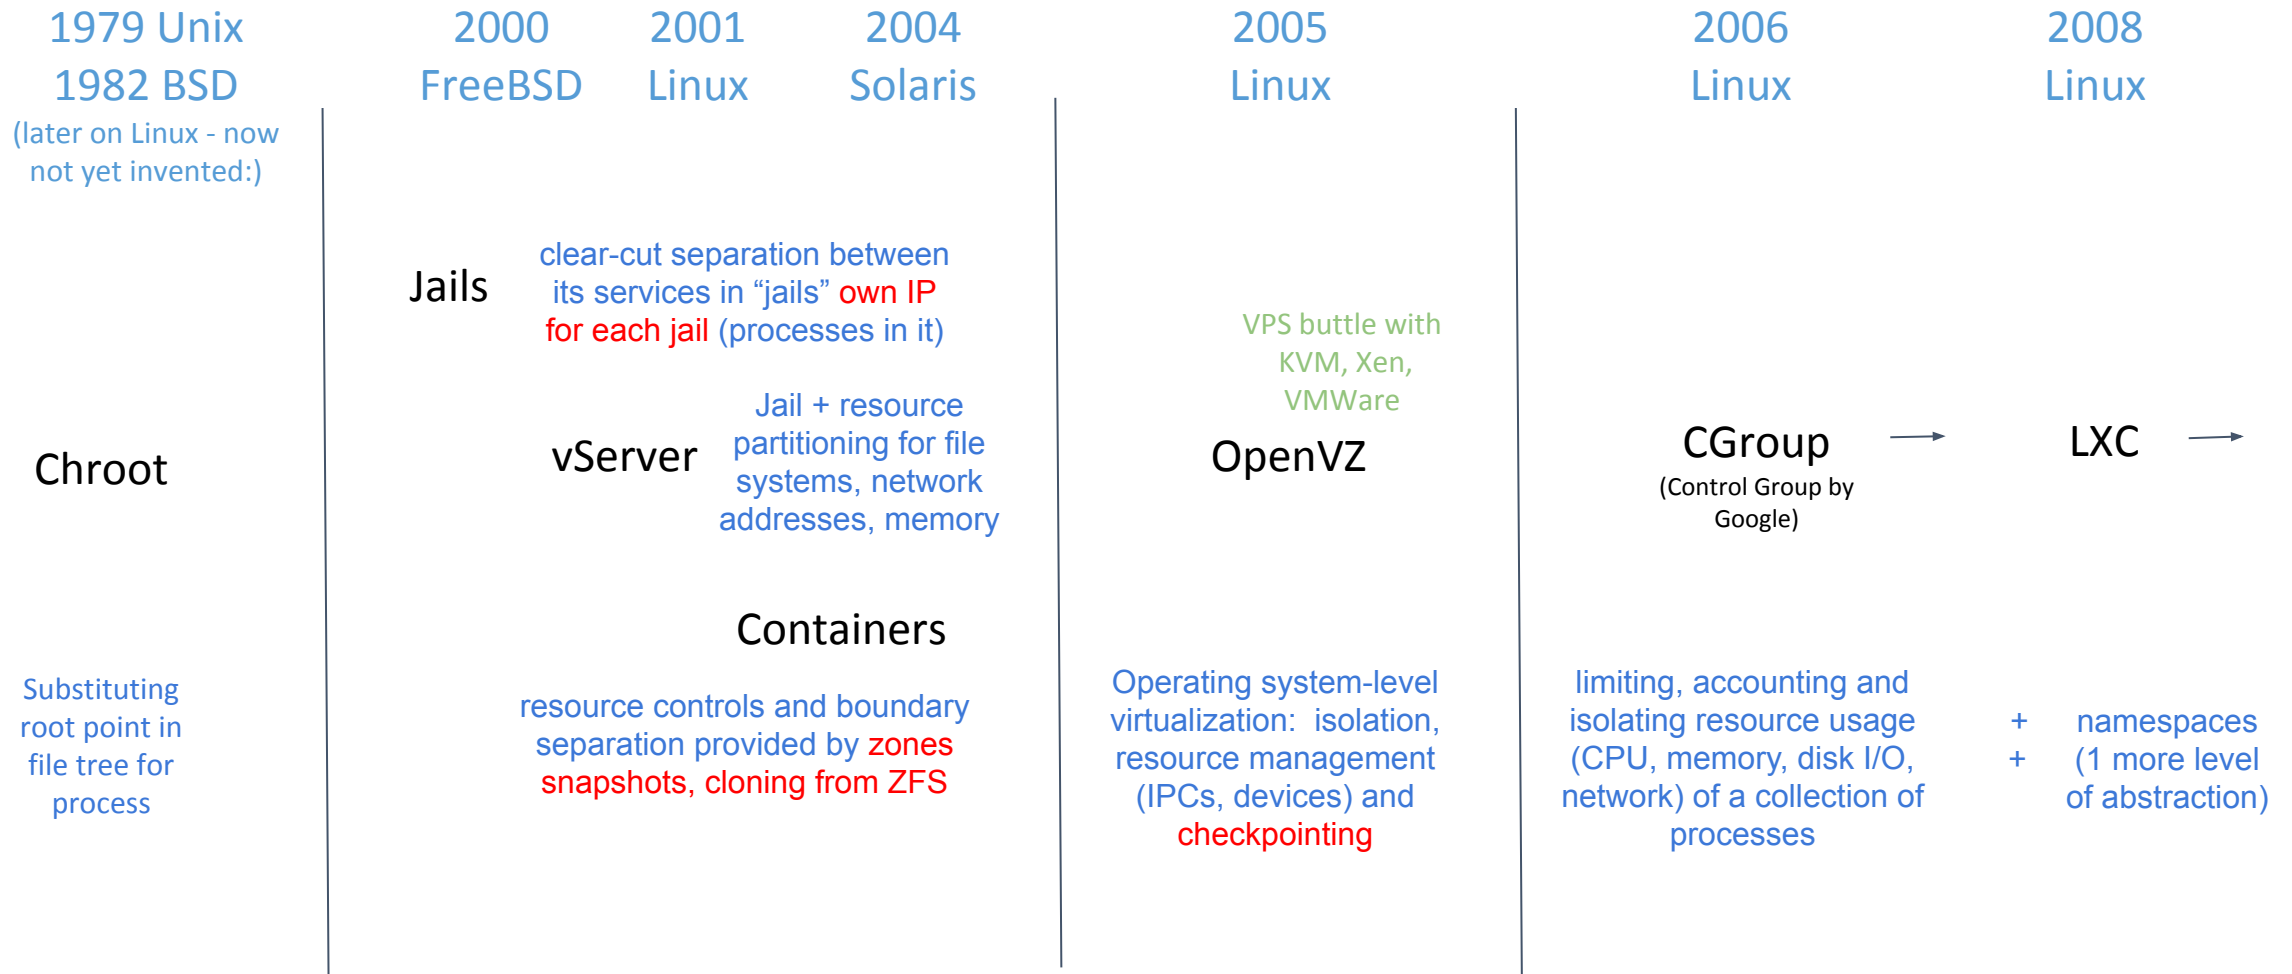 1979 Unix
1982 BSD
(later on Linux - now
not yet invented:)
Chroot
Substituting
root point in
file tree for
process
2000
FreeBSD
2001
Linux
2004
Solaris
Jails
clear-cut separation between
its services in “jails” own IP
for each jail (processes in it)
vServer
Jail + resource
partitioning for file
systems, network
addresses, memory
Containers
resource controls and boundary
separation provided by zones
snapshots, cloning from ZFS
2005
Linux
VPS buttle with
KVM, Xen,
VMWare
OpenVZ
Operating system-level
virtualization: isolation,
resource management
(IPCs, devices) and
checkpointing
2006
Linux
CGroup
(Control Group by
Google)
limiting, accounting and
isolating resource usage
(CPU, memory, disk I/O,
network) of a collection of
processes
2008
Linux
LXC
+ namespaces
+ (1 more level
of abstraction)